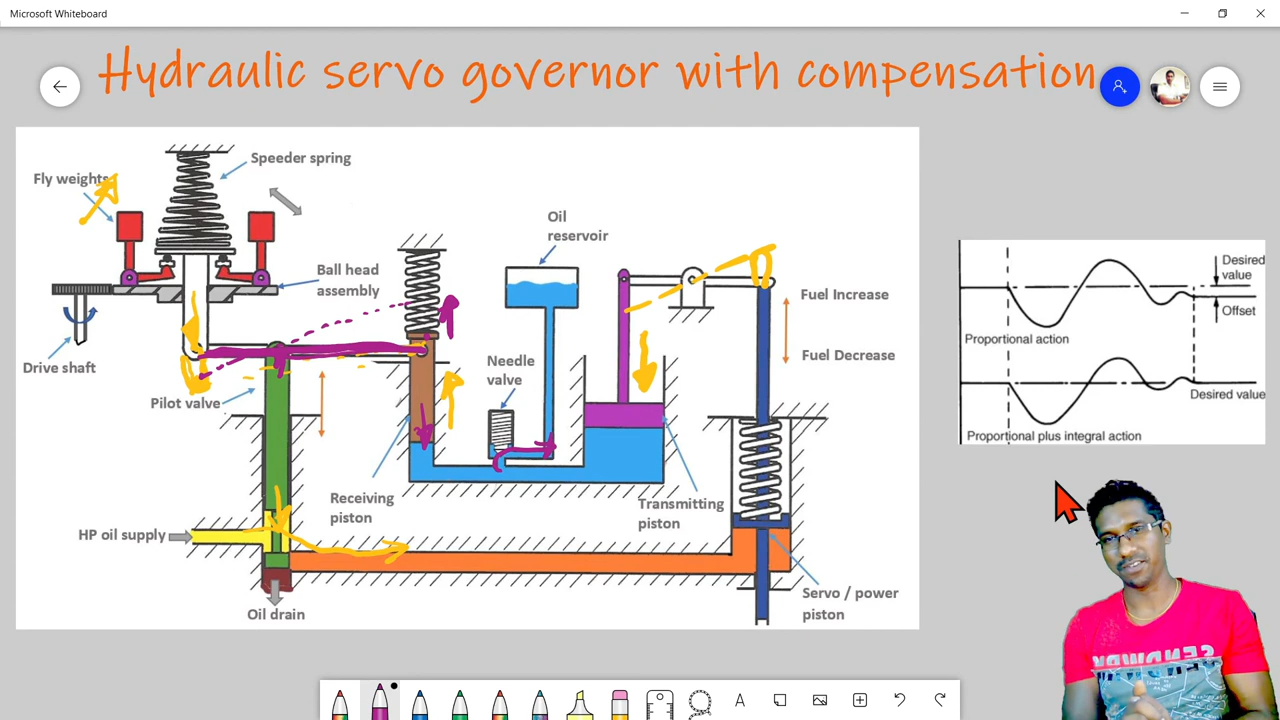 Microsoft Whiteboard
Hydraulic servo governor with compensation
Speeder spring
Fly weights
Ball head
assembly
Drive shaft
Pilot valve
Oil
reservoir
Needle
valve
Fuel Increase
Fuel Decrease
Receiving
piston
Transmitting
piston
HP oil supply
Oil drain
Servo / power
piston
Desired
value
Offset
Proportional action
Desired value
Proportional plus integral action
A